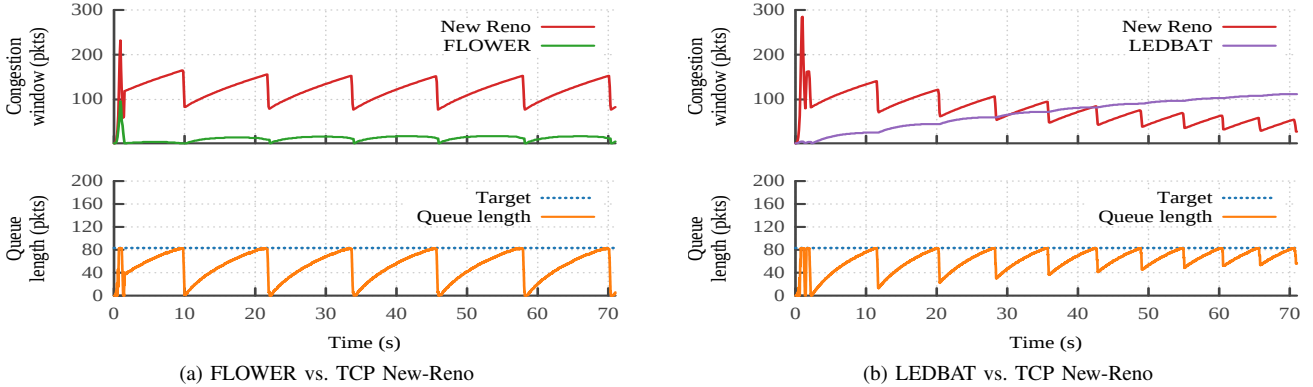 300
200
100
Congestion
window (pkts)
New Reno
FLOWER
200
160
120
80
40
0
Queue
length (pkts)
Target
Queue length
0 10 20 30 40 50 60 70
Time (s)
(a) FLOWER vs. TCP New-Reno
300
200
100
Congestion
window (pkts)
New Reno
LEDBAT
200
160
120
80
40
0
Queue
length (pkts)
Target
Queue length
0 10 20 30 40 50 60 70
Time (s)
(b) LEDBAT vs. TCP New-Reno